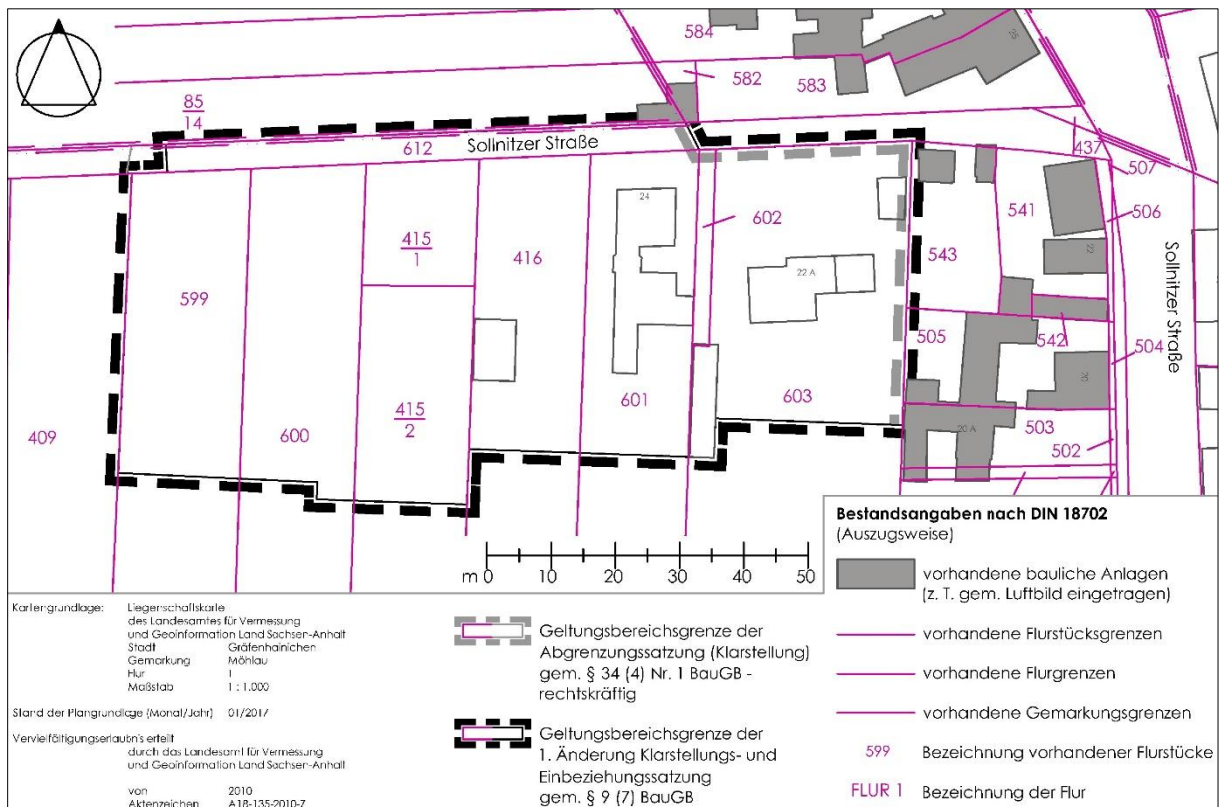 584
28
582
583
85
14
612
Sollnitzer Straße
437
507
24
541
506
415
1
602
416
22
543
22 A
599
Sollnitzer Straße
505
542
504
20
415
2
601
603
409
600
503
20 A
502
m 0 10 20 30 40 50
Bestandsangaben nach DIN 18702
(Auszugsweise)
vorhandene bauliche Anlagen
(z. T. gem. Luftbild eingetragen)
vorhandene Flurstücksgrenzen
vorhandene Flurgrenzen
vorhandene Gemarkungsgrenzen
599 Bezeichnung vorhandener Flurstücke
FLUR 1 Bezeichnung der Flur
Geltungsbereichsgrenze der
Abgrenzungssatzung (Klarstellung)
gem. § 34 (4) Nr. 1 BauGB -
rechtskräftig
Geltungsbereichsgrenze der
1. Änderung Klarstellungs- und
Einbeziehungssatzung
gem. § 9 (7) BauGB
Kartengrundlage: Liegenschaftskarte
des Landesamtes für Vermessung
und Geoinformation Land Sachsen-Anhalt
Stadt Gräfenhainichen
Gemarkung Möhlau
Flur 1
Maßstab 1 : 1.000
Stand der Plangrundlage (Monat/Jahr) 01/2017
Vervielfältigungserlaubnis erteilt
durch das Landesamt für Vermessung
und Geoinformation Land Sachsen-Anhalt
von 2010
Aktenzeichen A18-135-2010-7